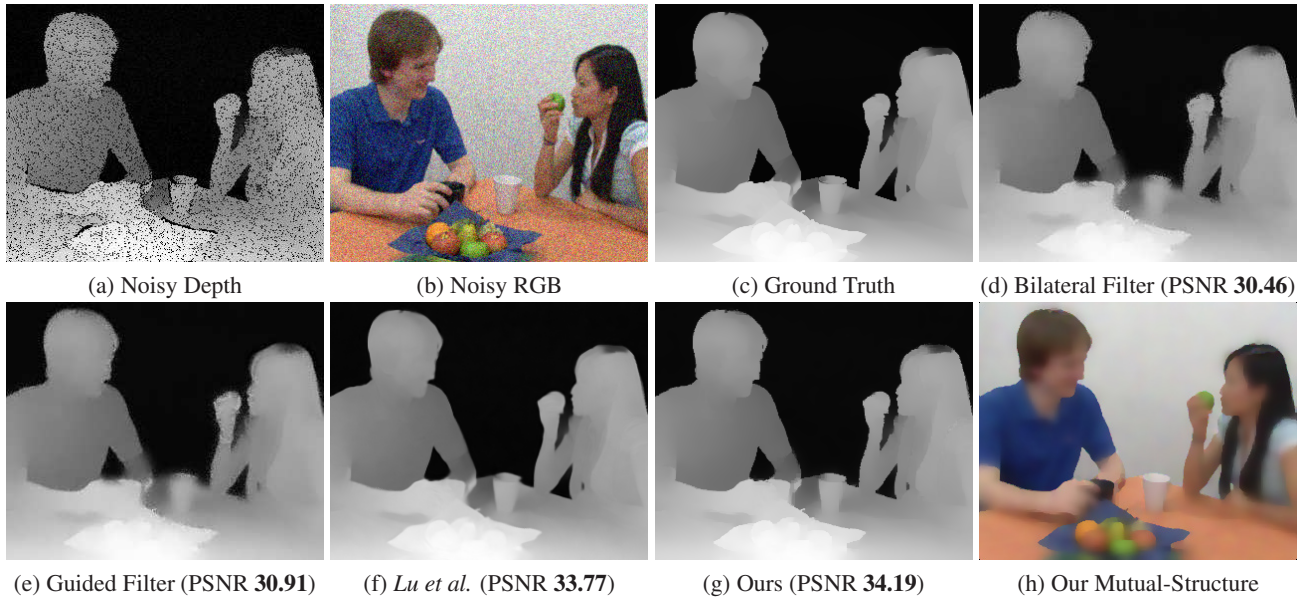 (a) Noisy Depth
(b) Noisy RGB
(c) Ground Truth
(d) Bilateral Filter (PSNR 30.46)
(e) Guided Filter (PSNR 30.91)
(f) Lu et al. (PSNR 33.77)
(g) Ours (PSNR 34.19)
(h) Our Mutual-Structure